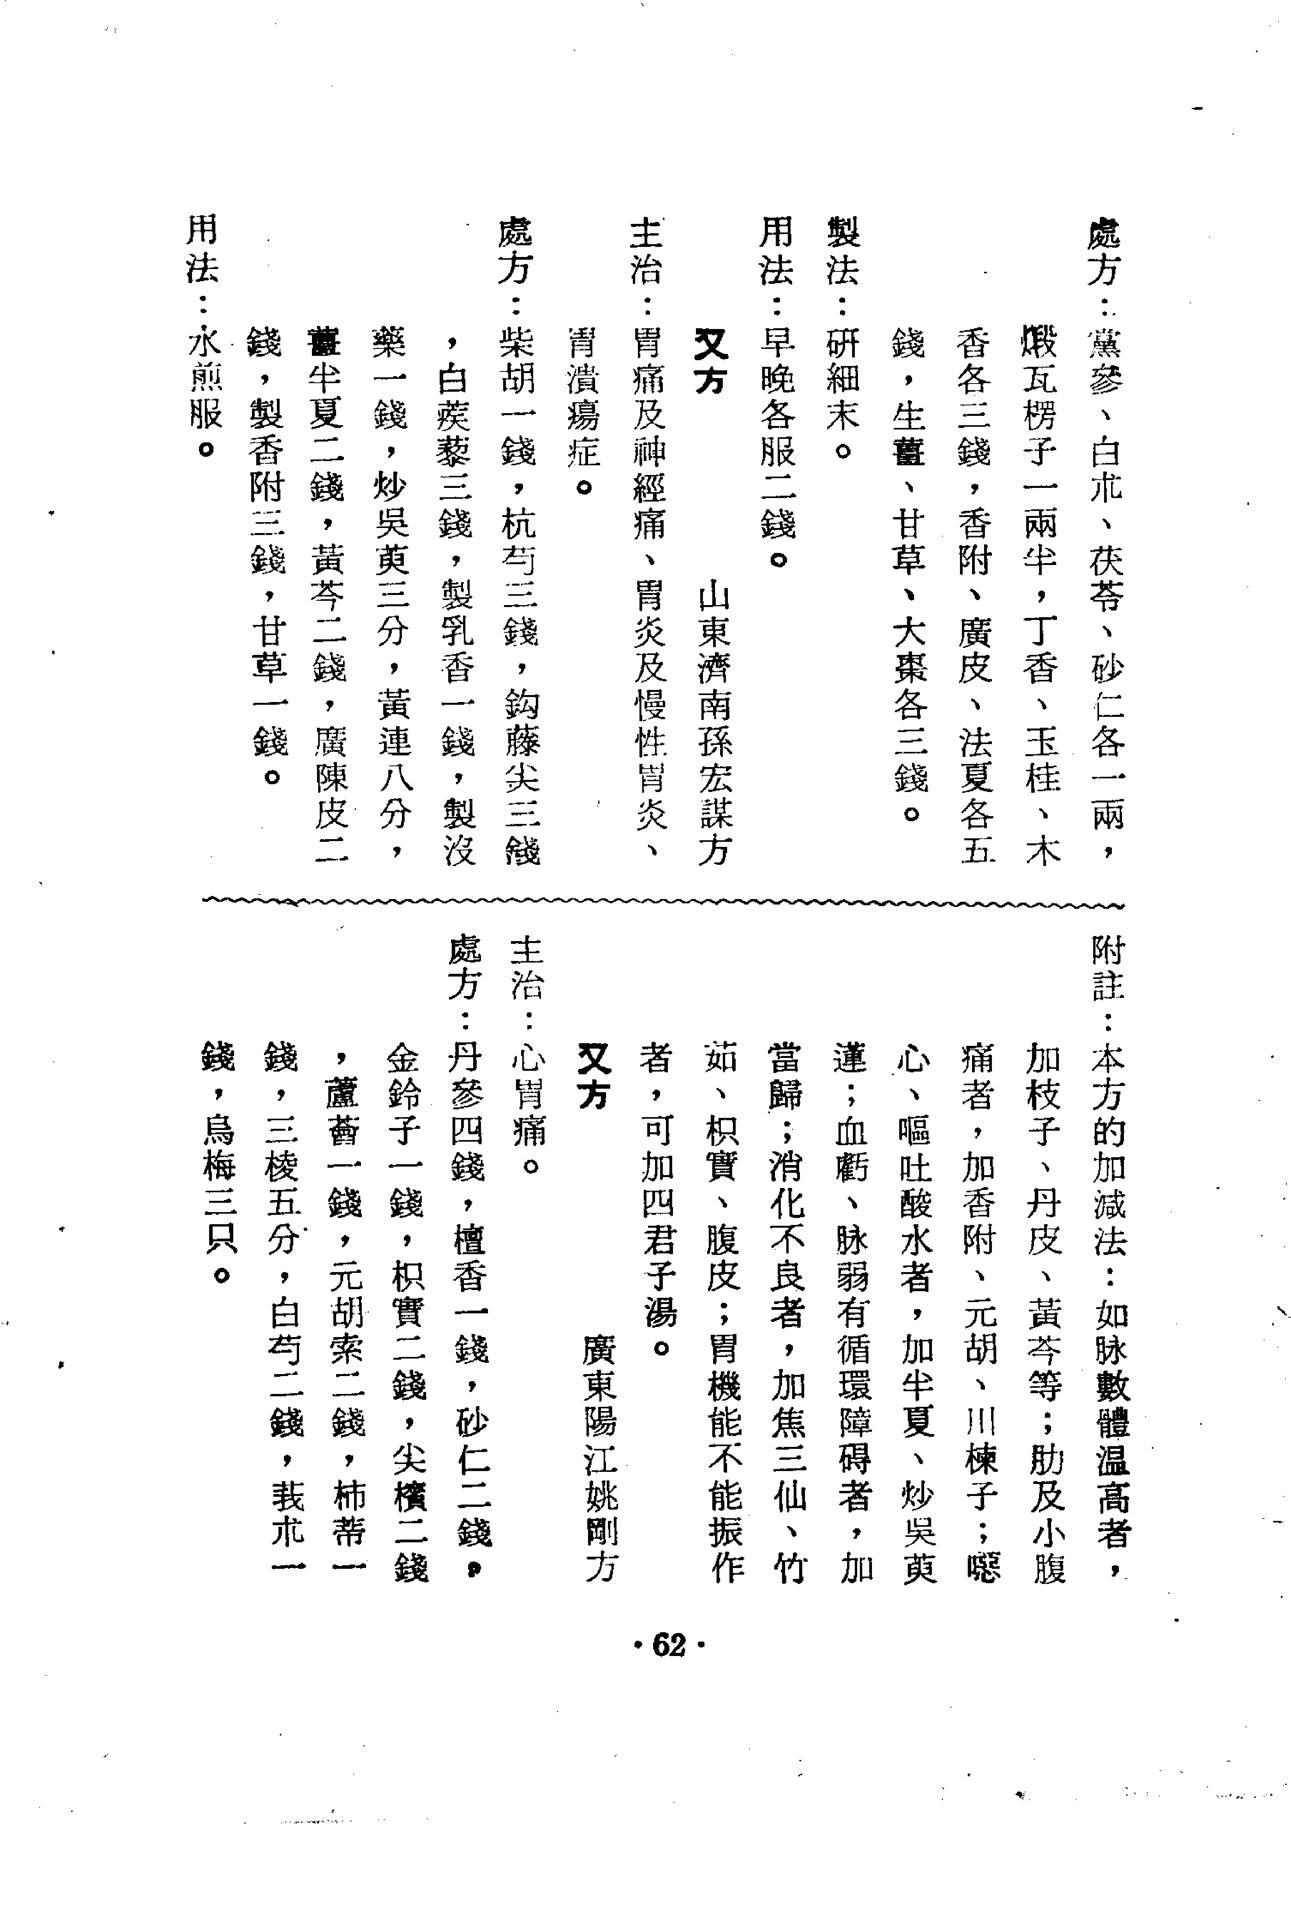 處方：黨參、白朮、茯苓、砂仁各一兩，
煅瓦楞子一兩半，丁香、玉桂、木
香各三錢，香附、廣皮、法夏各五
錢，生薑、甘草、大棗各三錢。
製法：研細末。
用法：早晚各服二錢。
又方　山東濟南孫宏謀方
主治：胃痛及神經痛、胃炎及慢性胃炎、
胃潰瘍症。
處方：柴胡一錢，杭芍三錢，鈎藤尖三錢
，白蒺藜三錢，製乳香一錢，製沒
藥一錢，炒吳萸三分，黃連八分，
薑半夏二錢，黃芩二錢，廣陳皮二
錢，製香附三錢，甘草一錢。
用法：水煎服。
附註：本方的加減法：如脉數體温高者，
加枝子、丹皮、黃芩等；肋及小腹
痛者，加香附、元胡、川楝子；噁
心、嘔吐酸水者，加半夏、炒吳萸
蓮；血虧、脉弱有循環障碍者，加
當歸；消化不良者，加焦三仙、竹
茹、枳實、腹皮；胃機能不能振作
者，可加四君子湯。
又方　廣東陽江姚剛方
主治：心胃痛。
處方：丹參四錢，檀香一錢，砂仁二錢，
金鈴子一錢，枳實二錢，尖檳二錢
，蘆薈一錢，元胡索二錢，柿蒂一
錢，三棱五分，白芍二錢，莪朮一
錢，烏梅三只。
·62·